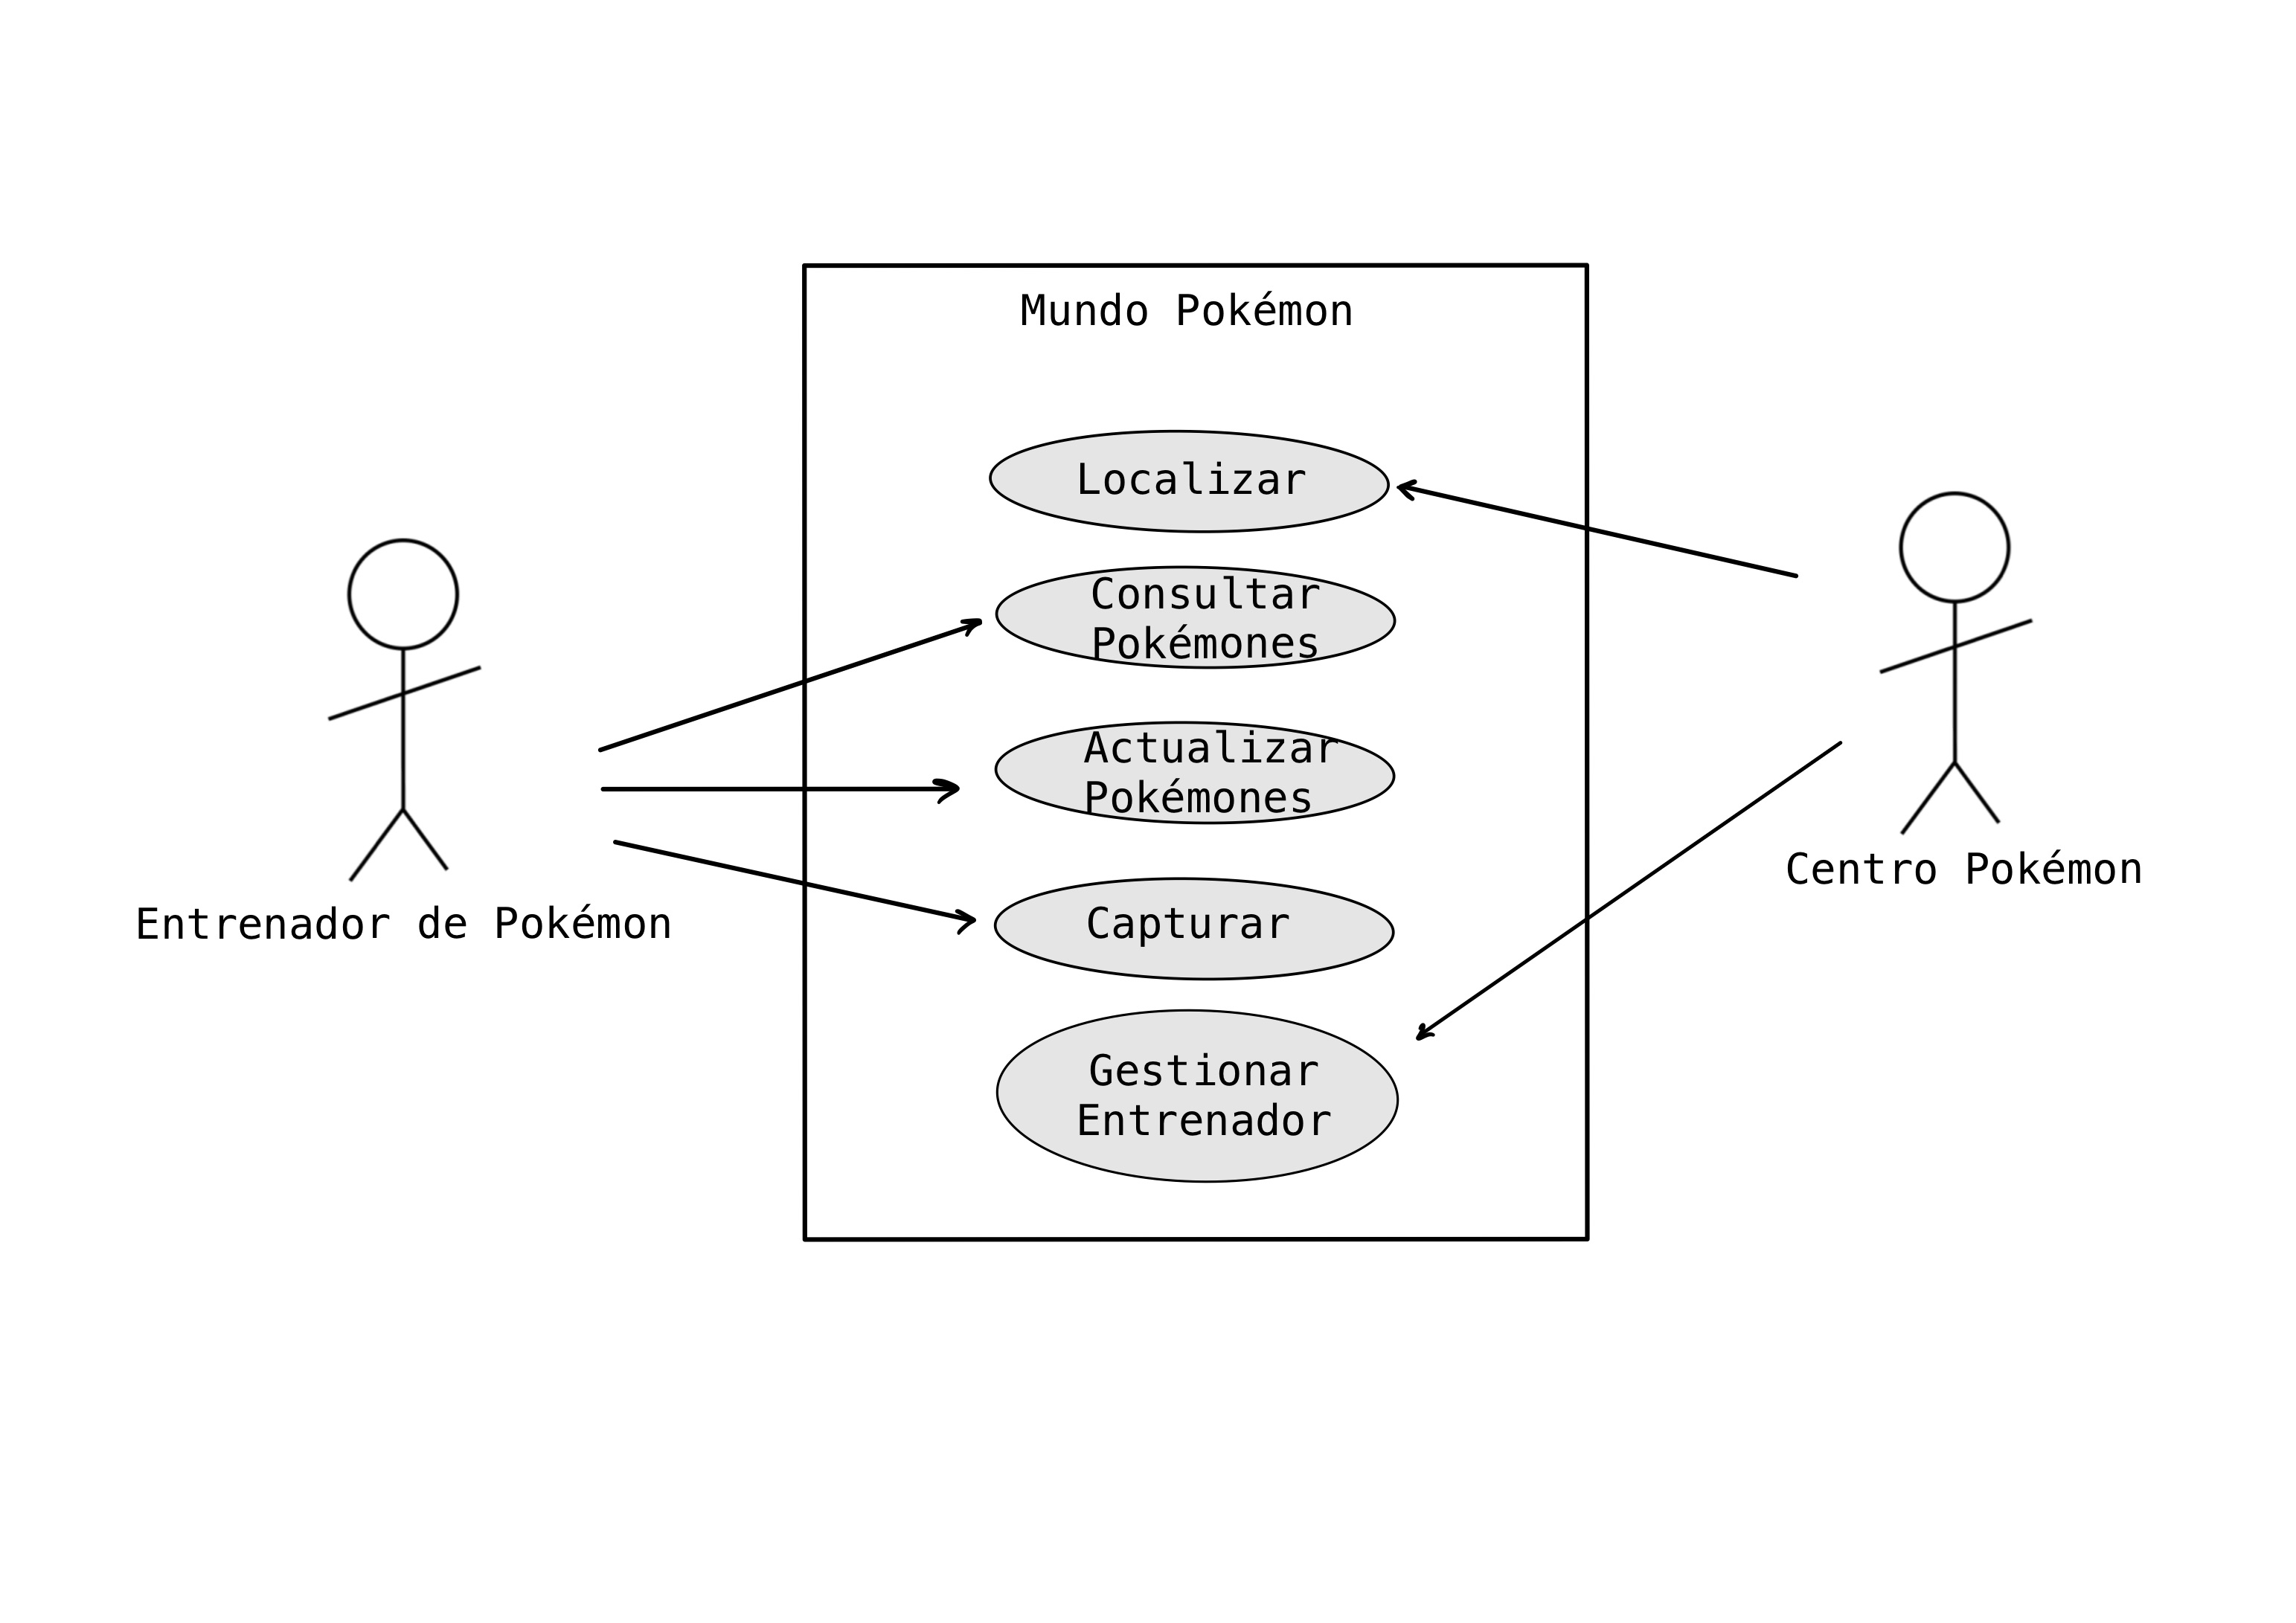 Mundo Pokémon
Localizar
Consultar
Pokémones
Actualizar
Pokémones
Capturar
Gestionar
Entrenador
Entrenador de Pokémon
Centro Pokémon